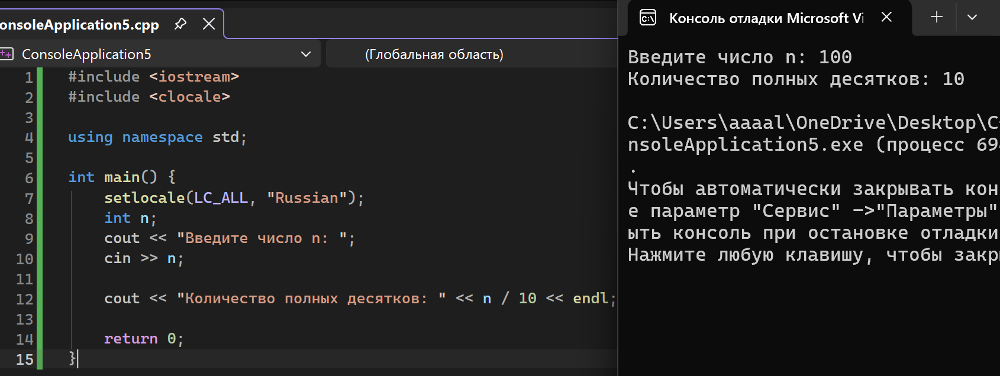 onsoleApplication5.cpp
ConsoleApplication5
(Глобальная область)
1 #include <iostream>
2 #include <clocale>
3
4 using namespace std;
5
6 int main() {
7 setlocale(LC_ALL, "Russian");
8 int n;
9 cout << "Введите число n: ";
10 cin >> n;
11
12 cout << "Количество полных десятков: " << n / 10 << endl;
13
14 return 0;
15 }
Консоль отладки Microsoft Vi
Введите число n: 100
Количество полных десятков: 10
C:\Users\aaaal\OneDrive\Desktop\C
nsoleApplication5.exe (процесс 69
.
Чтобы автоматически закрывать кон
е параметр "Сервис" ->"Параметры"
ыть консоль при остановке отладки
Нажмите любую клавишу, чтобы закр